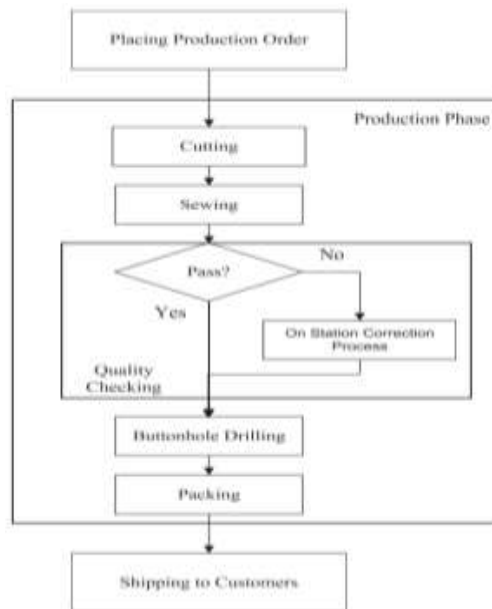 Placing Production Order
Production Phase
Cutting
Sewing
Pass?
No
Yes
On Station Correction
Process
Quality
Checking
Buttonhole Drilling
Packing
Shipping to Customers